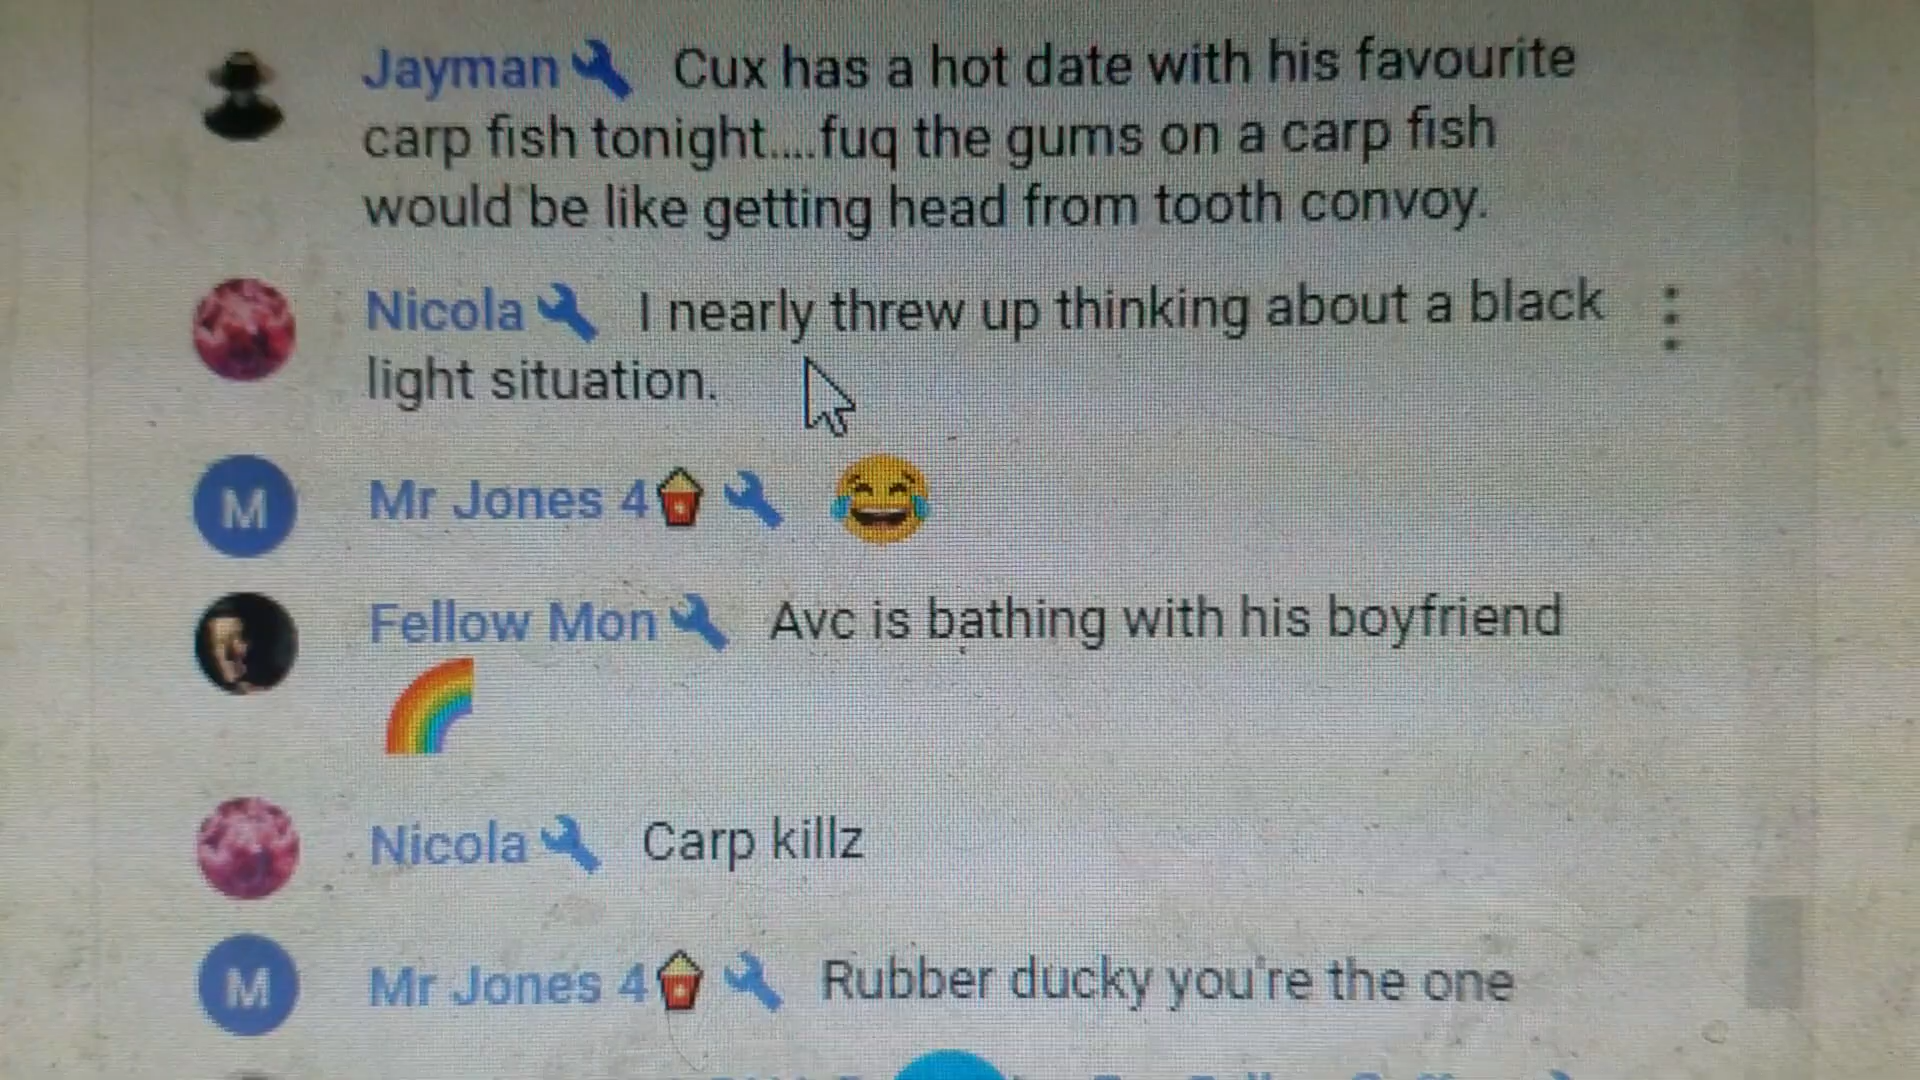 Jayman Cux has a hot date with his favourite
carp fish tonight.....fuq the gums on a carp fish
would be like getting head from tooth convoy.
Nicola I nearly threw up thinking about a black
light situation.
M Mr Jones 4🍿 😂
Fellow Mon Avc is bathing with his boyfriend
🌈
Nicola Carp killz
M Mr Jones 4🍿 Rubber ducky you're the one